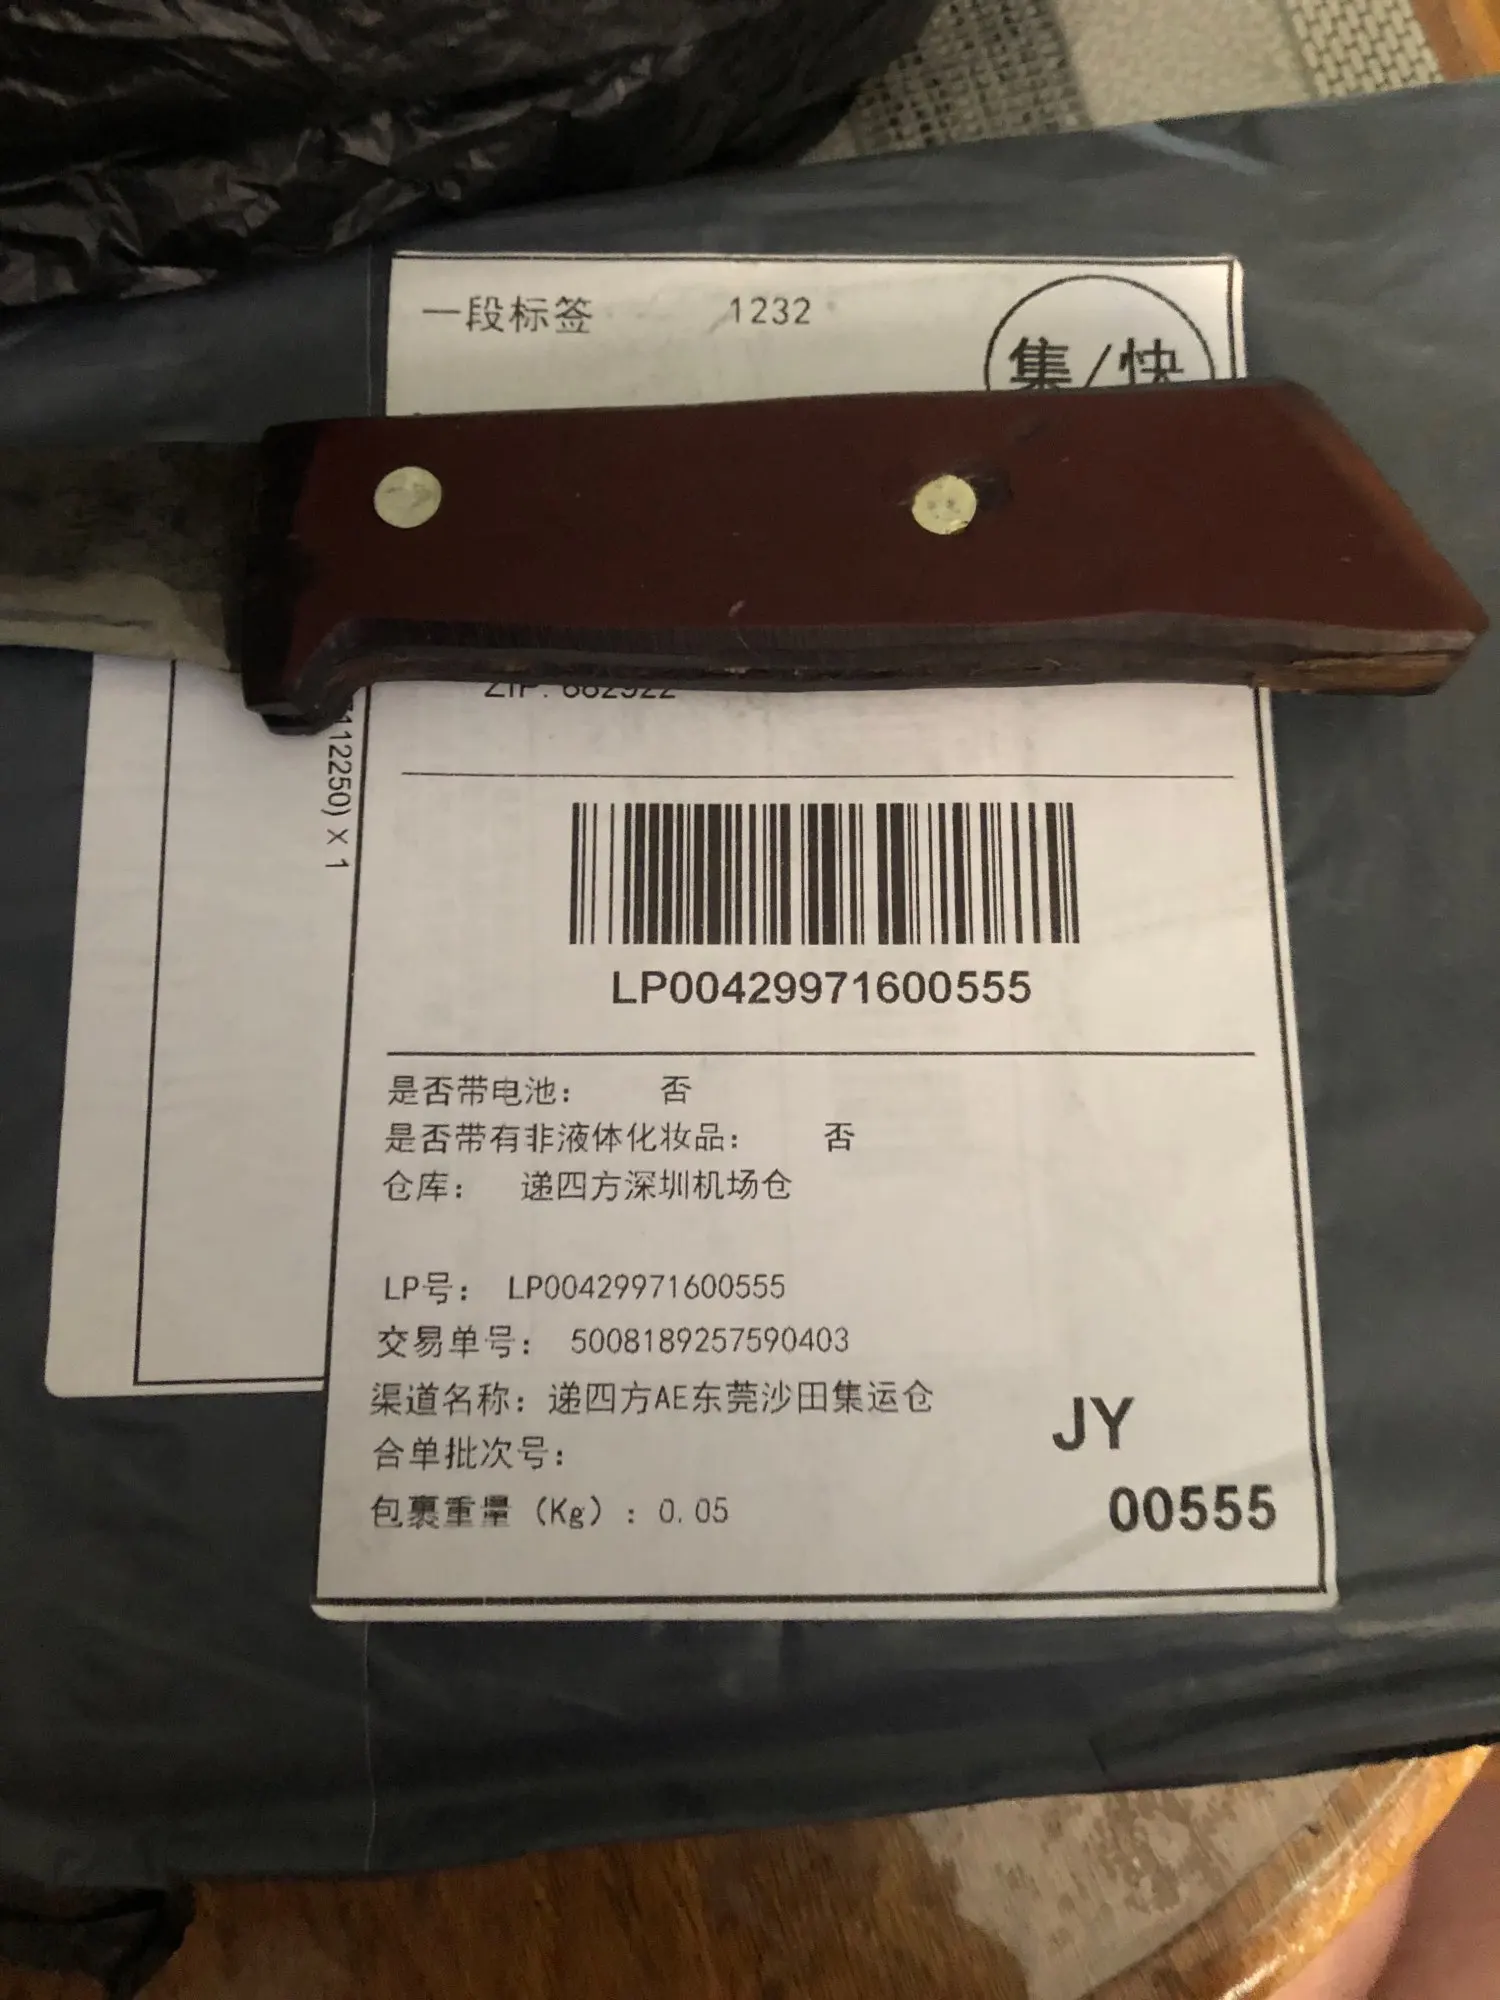 一段标签 1232
集/快
112250) X 1
LP00429971600555
是否带电池： 否
是否带有非液体化妆品： 否
仓库： 递四方深圳机场仓
LP号： LP00429971600555
交易单号： 5008189257590403
渠道名称：递四方AE东莞沙田集运仓
合单批次号：
包裹重量（Kg）：0.05
JY
00555